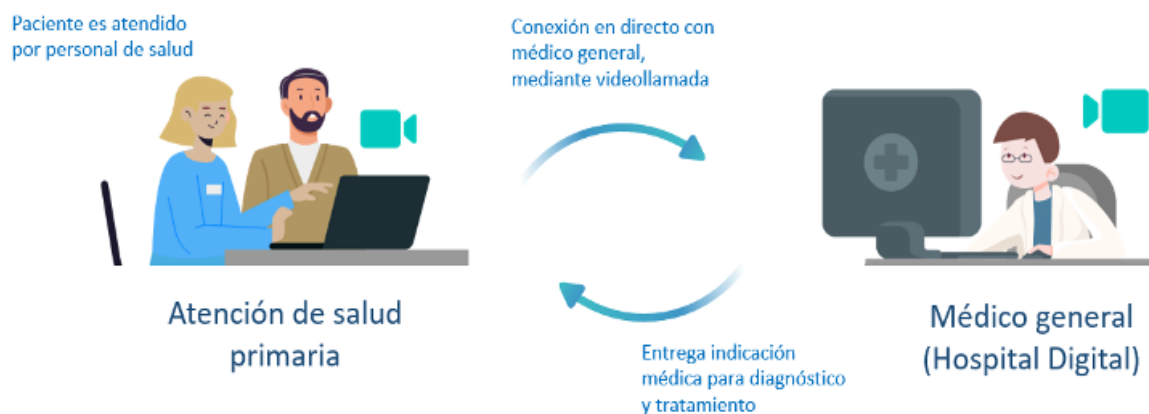 Paciente es atendido
por personal de salud
Conexión en directo con
médico general,
mediante videollamada
Atención de salud
primaria
Médico general
(Hospital Digital)
Entrega indicación
médica para diagnóstico
y tratamiento